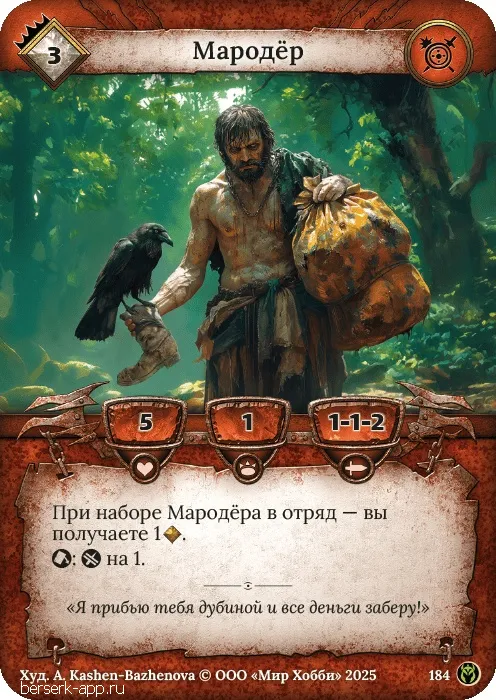 3
Мародёр
5
1
1-1-2
При наборе Мародёра в отряд — вы
получаете 1.
: на 1.
«Я прибью тебя дубиной и все деньги заберу!»
Худ. A. Kashen-Bazhenova © ООО «Мир Хобби» 2025
184
berserk-app.ru